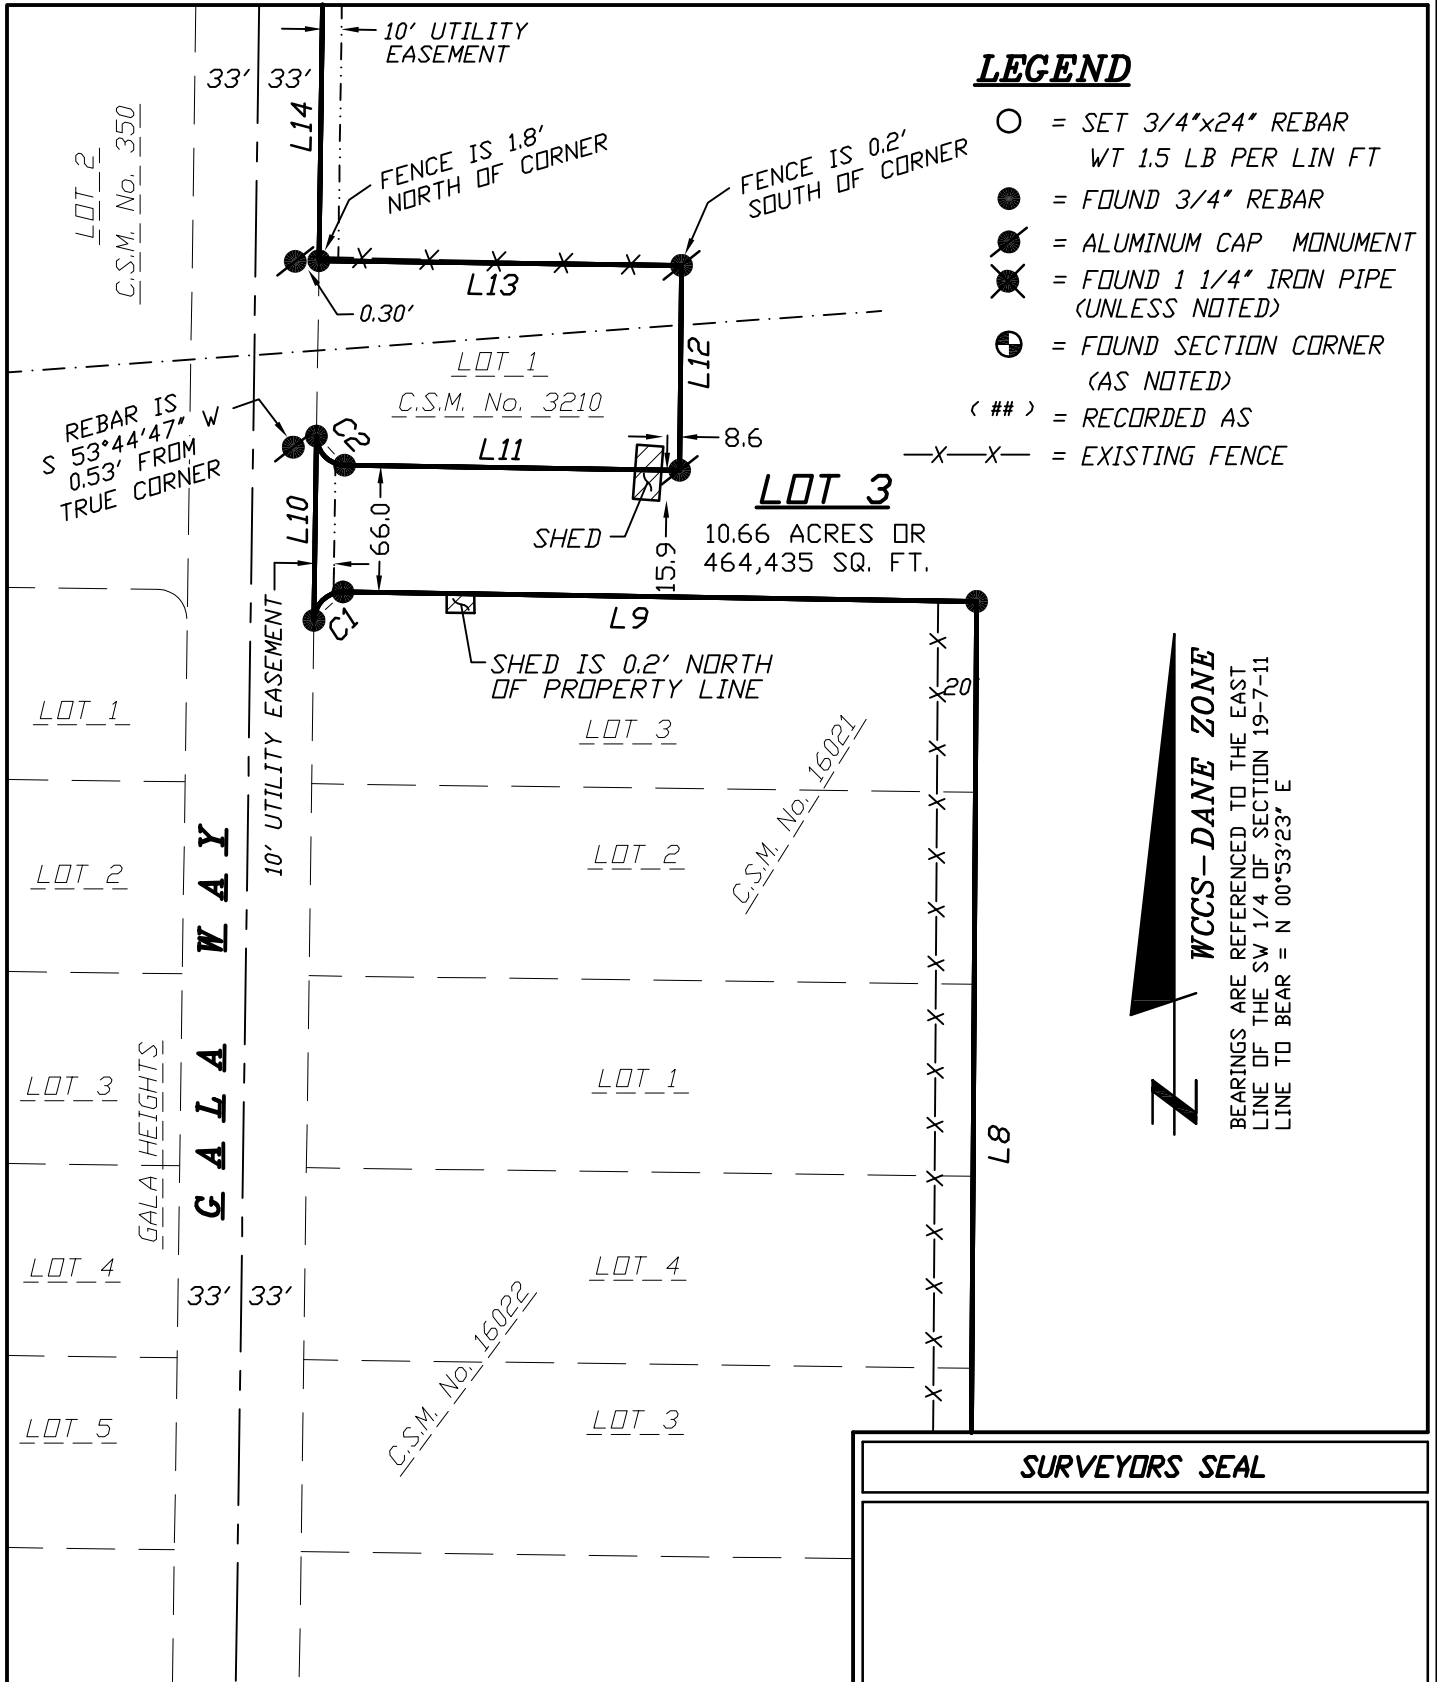 10' UTILITY
EASEMENT
33' 33'
L14
LOT 2
C.S.M. No. 350
FENCE IS 1.8'
NORTH OF CORNER
FENCE IS 0.2'
SOUTH OF CORNER
LEGEND
= SET 3/4"x24" REBAR
WT 1.5 LB PER LIN FT
= FOUND 3/4" REBAR
= ALUMINUM CAP MONUMENT
= FOUND 1 1/4" IRON PIPE
(UNLESS NOTED)
= FOUND SECTION CORNER
(AS NOTED)
( ## ) = RECORDED AS
—X—X— = EXISTING FENCE
L13
0.30'
L12
LOT 1
C.S.M. No. 3210
REBAR IS
S 53°44'47" W
0.53' FROM
TRUE CORNER
C2
L11
8.6
L10
66.0
SHED
15.9
LOT 3
10.66 ACRES OR
464,435 SQ. FT.
C1
L9
10' UTILITY EASEMENT
SHED IS 0.2' NORTH
OF PROPERTY LINE
20'
LOT 1
LOT 3
C.S.M. No. 16021
LOT 2
LOT 2
GALA WAY
WCCS-DANE ZONE
BEARINGS ARE REFERENCED TO THE EAST
LINE OF THE SW 1/4 OF SECTION 19-7-11
LINE TO BEAR = N 00°53'23" E
LOT 3
GALA HEIGHTS
LOT 1
L8
LOT 4
33' 33'
LOT 4
C.S.M. No. 16022
LOT 5
LOT 3
SURVEYORS SEAL